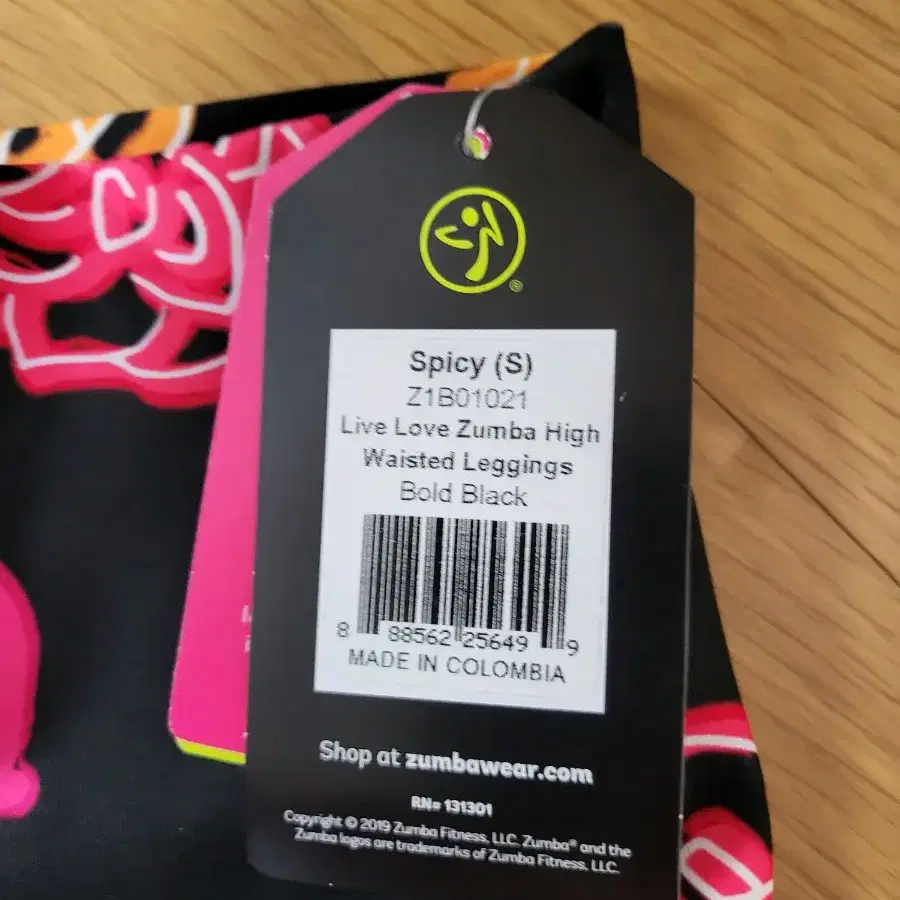 Spicy (S)
Z1B01021
Live Love Zumba High
Waisted Leggings
Bold Black
8 88562 25649 9
MADE IN COLOMBIA
Shop at zumbawear.com
RN# 131301
Copyright © 2019 Zumba Fitness, LLC. Zumba® and the
Zumba logos are trademarks of Zumba Fitness, LLC.